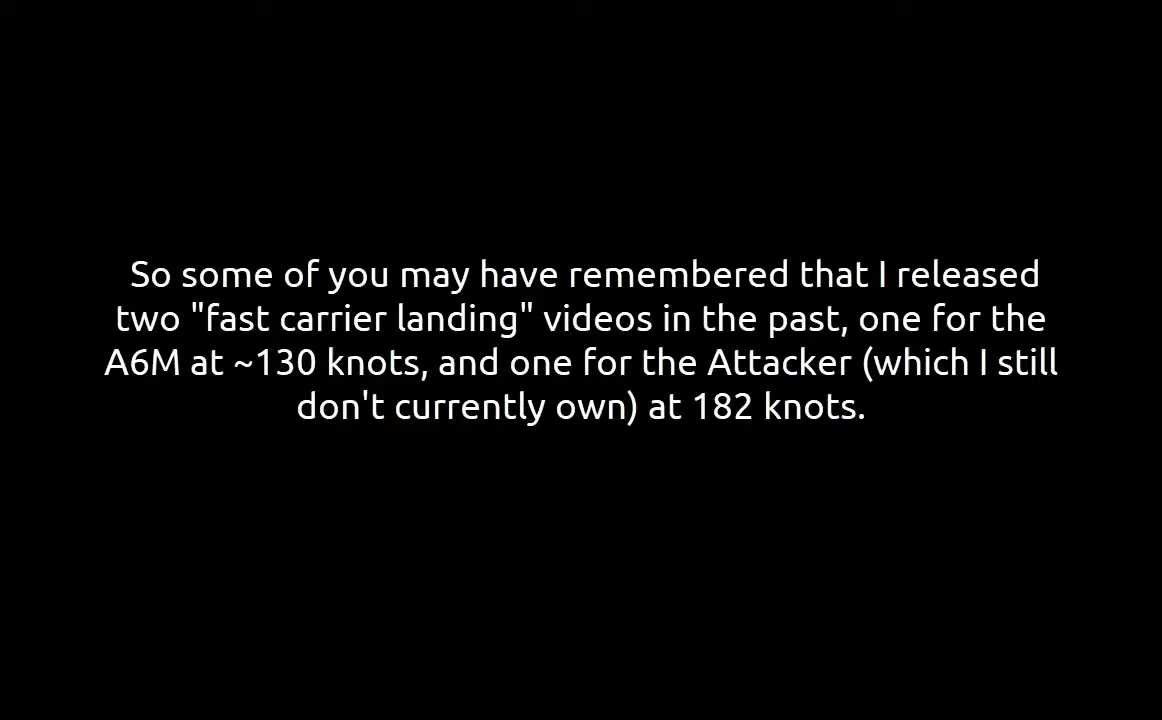 So some of you may have remembered that I released
two "fast carrier landing" videos in the past, one for the
A6M at ~130 knots, and one for the Attacker (which I still
don't currently own) at 182 knots.